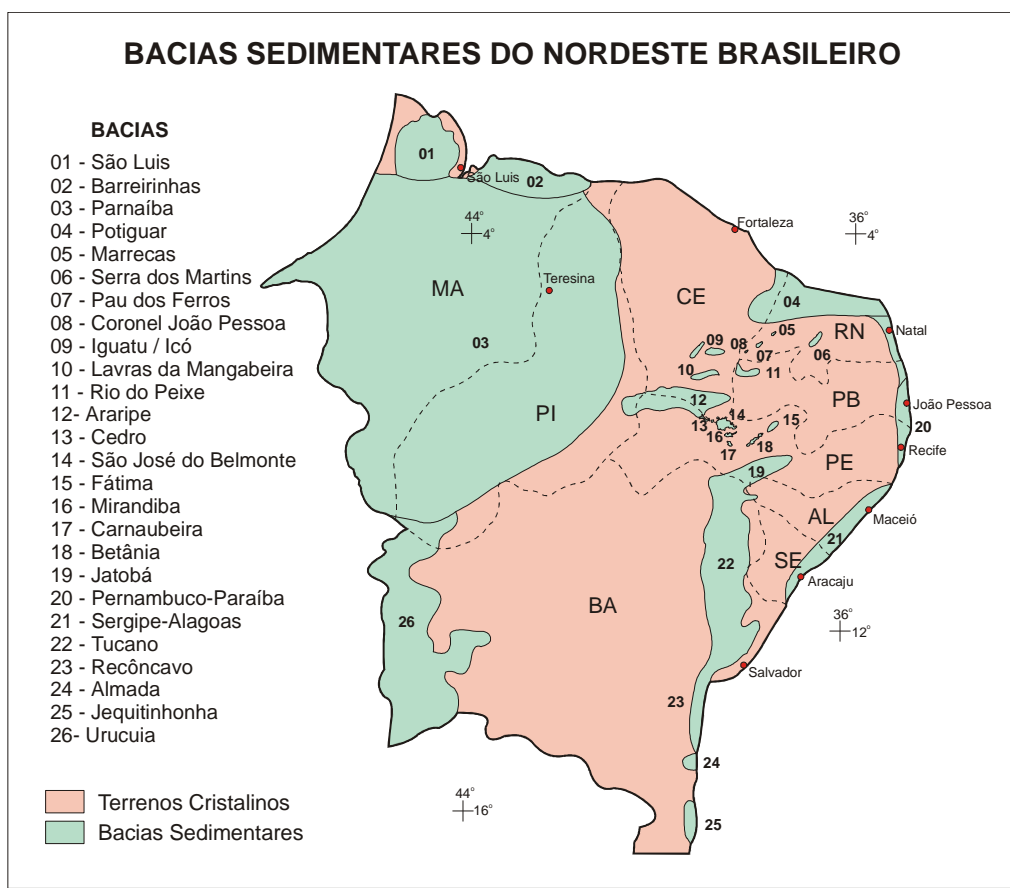 BACIAS SEDIMENTARES DO NORDESTE BRASILEIRO
BACIAS
01 - São Luis
02 - Barreirinhas
03 - Parnaíba
04 - Potiguar
05 - Marrecas
06 - Serra dos Martins
07 - Pau dos Ferros
08 - Coronel João Pessoa
09 - Iguatu / Icó
10 - Lavras da Mangabeira
11 - Rio do Peixe
12- Araripe
13 - Cedro
14 - São José do Belmonte
15 - Fátima
16 - Mirandiba
17 - Carnaubeira
18 - Betânia
19 - Jatobá
20 - Pernambuco-Paraíba
21 - Sergipe-Alagoas
22 - Tucano
23 - Recôncavo
24 - Almada
25 - Jequitinhonha
26- Urucuia
Terrenos Cristalinos
Bacias Sedimentares
01
São Luis
02
44°
4°
Fortaleza
36°
4°
Teresina
MA
CE
04
03
05
RN
Natal
09
08
07
06
10
11
12
PI
PB
João Pessoa
14
13
15
20
16
17
18
Recife
19
PE
AL
Maceió
21
22
SE
Aracaju
BA
26
36°
12°
Salvador
23
24
44°
16°
25